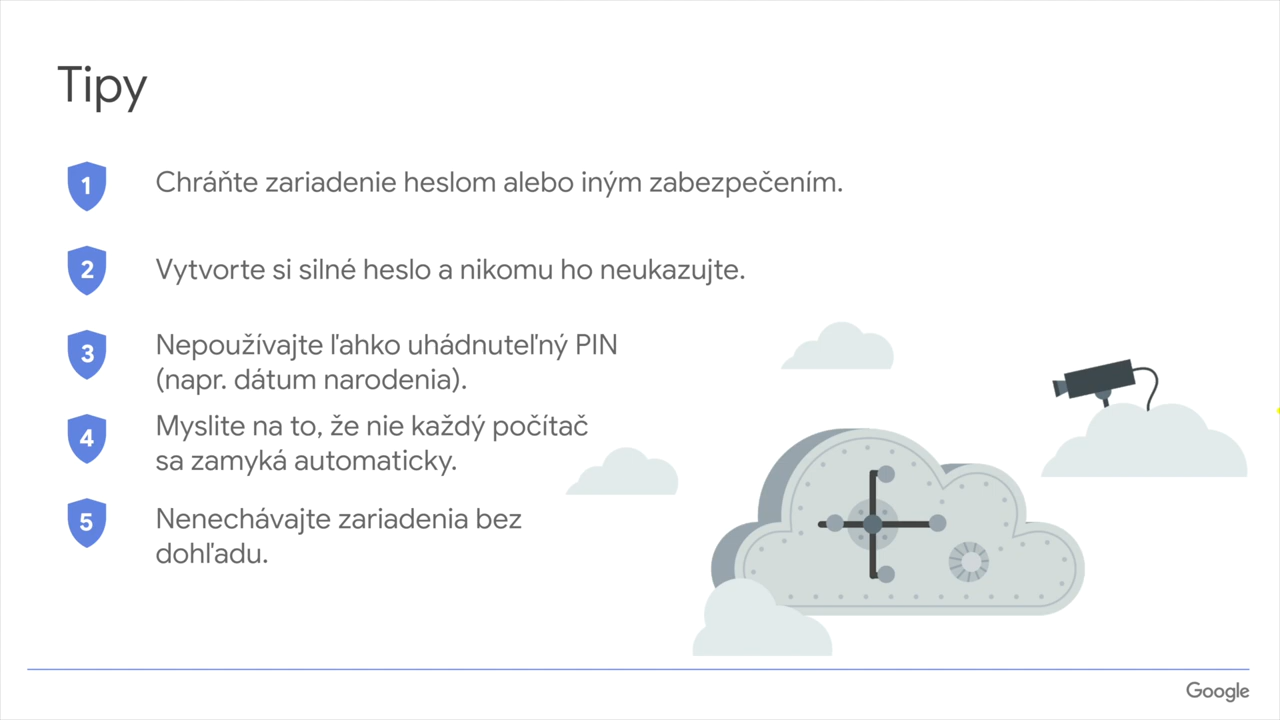 Tipy
1 Chráňte zariadenie heslom alebo iným zabezpečením.
2 Vytvorte si silné heslo a nikomu ho neukazujte.
3 Nepoužívajte ľahko uhádnuteľný PIN
(napr. dátum narodenia).
4 Myslite na to, že nie každý počítač
sa zamyká automaticky.
5 Nenechávajte zariadenia bez
dohľadu.
Google